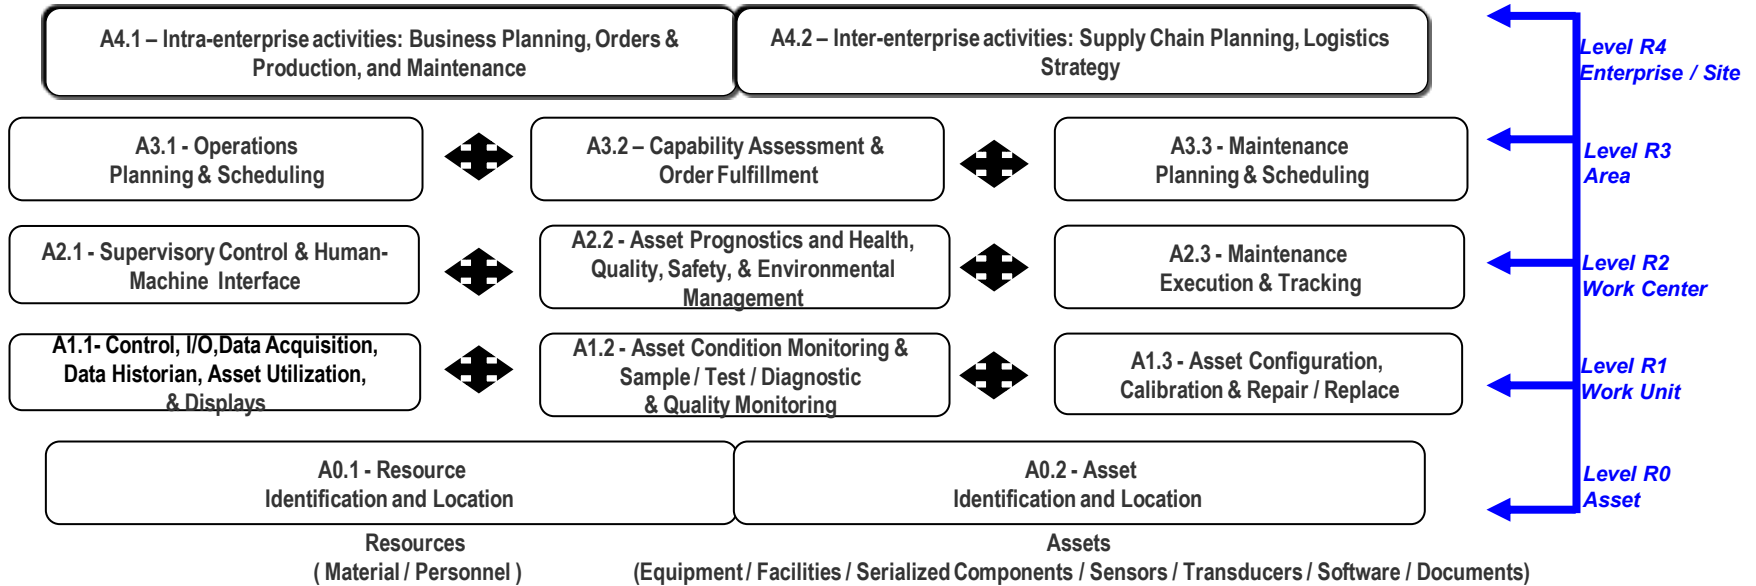 A4.1 – Intra-enterprise activities: Business Planning, Orders &
Production, and Maintenance
A4.2 – Inter-enterprise activities: Supply Chain Planning, Logistics
Strategy
Level R4
Enterprise / Site
A3.1 - Operations
Planning & Scheduling
A3.2 – Capability Assessment &
Order Fulfillment
A3.3 - Maintenance
Planning & Scheduling
Level R3
Area
A2.1 - Supervisory Control & Human-
Machine Interface
A2.2 - Asset Prognostics and Health,
Quality, Safety, & Environmental
Management
A2.3 - Maintenance
Execution & Tracking
Level R2
Work Center
A1.1- Control, I/O,Data Acquisition,
Data Historian, Asset Utilization,
& Displays
A1.2 - Asset Condition Monitoring &
Sample / Test / Diagnostic
& Quality Monitoring
A1.3 - Asset Configuration,
Calibration & Repair / Replace
Level R1
Work Unit
A0.1 - Resource
Identification and Location
A0.2 - Asset
Identification and Location
Level R0
Asset
Resources
( Material / Personnel )
Assets
(Equipment / Facilities / Serialized Components / Sensors / Transducers / Software / Documents)